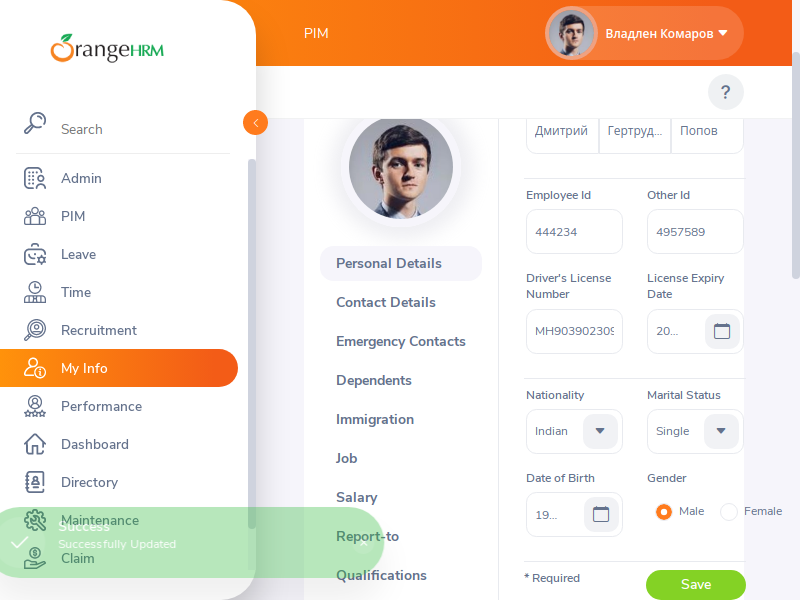 OrangeHRM
PIM
Владлен Комаров
?
Search
Admin
PIM
Leave
Time
Recruitment
My Info
Performance
Dashboard
Directory
Maintenance
Claim
Success
Successfully Updated
Personal Details
Contact Details
Emergency Contacts
Dependents
Immigration
Job
Salary
Report-to
Qualifications
Дмитрий
Гертруд...
Попов
Employee Id
Other Id
444234
4957589
Driver's License
Number
License Expiry
Date
MH903902309
20...
Nationality
Marital Status
Indian
Single
Date of Birth
Gender
19...
Male
Female
* Required
Save